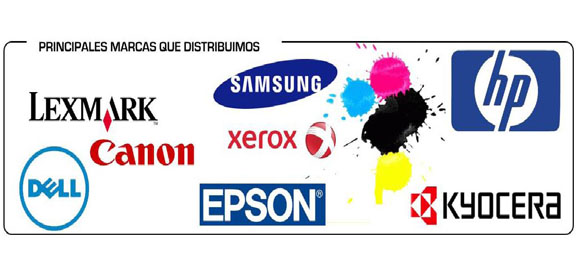 PRINCIPALES MARCAS QUE DISTRIBUIMOS
SAMSUNG
hp
LEXMARK
Canon
xerox
DELL
EPSON
KYOCERA